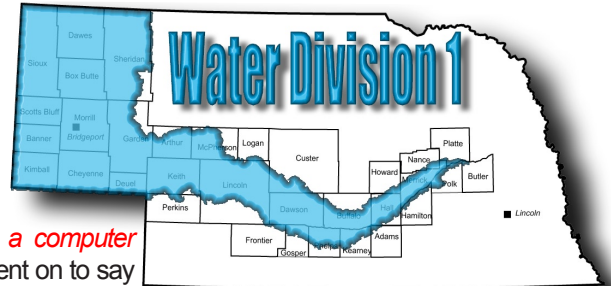 Water Division 1
Dawes
Sioux
Sheridan
Box Butte
Scotts Bluff
Morrill
Bridgeport
Banner
Garden
Arthur
McPherson
Logan
Custer
Platte
Nance
Howard
Merrick
Polk
Butler
Kimball
Cheyenne
Deuel
Keith
Lincoln
Perkins
Dawson
Buffalo
Hall
Hamilton
Lincoln
Frontier
Gosper
Kearney
Adams
a computer
ent on to say